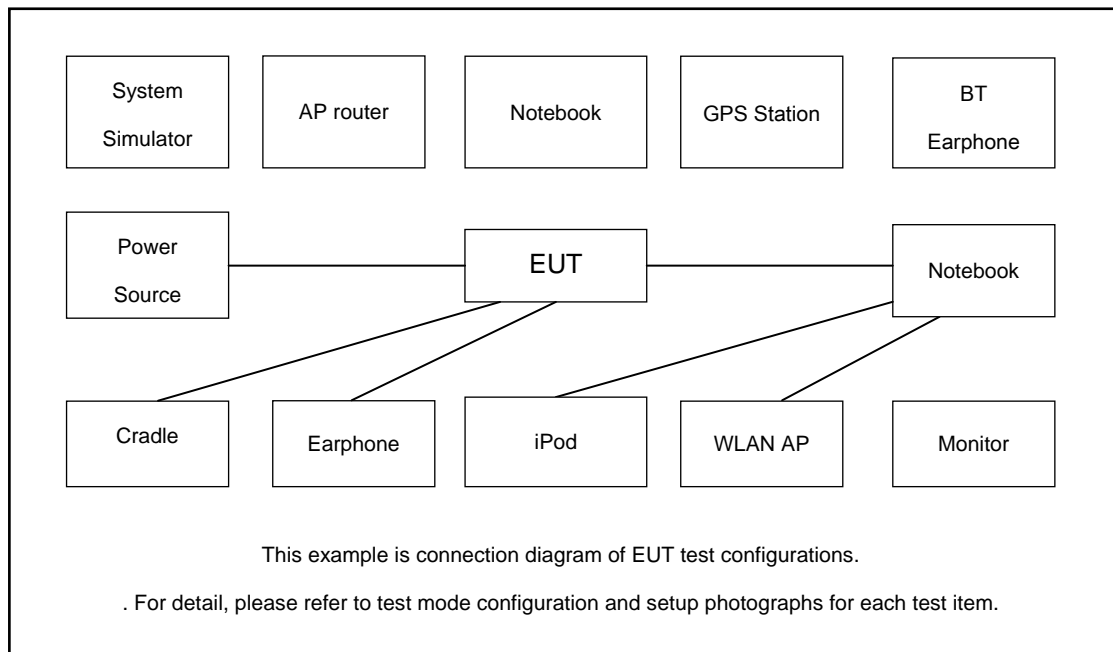 System
Simulator
AP router
Notebook
GPS Station
BT
Earphone
Power
Source
EUT
Notebook
Cradle
Earphone
iPod
WLAN AP
Monitor
This example is connection diagram of EUT test configurations.
. For detail, please refer to test mode configuration and setup photographs for each test item.